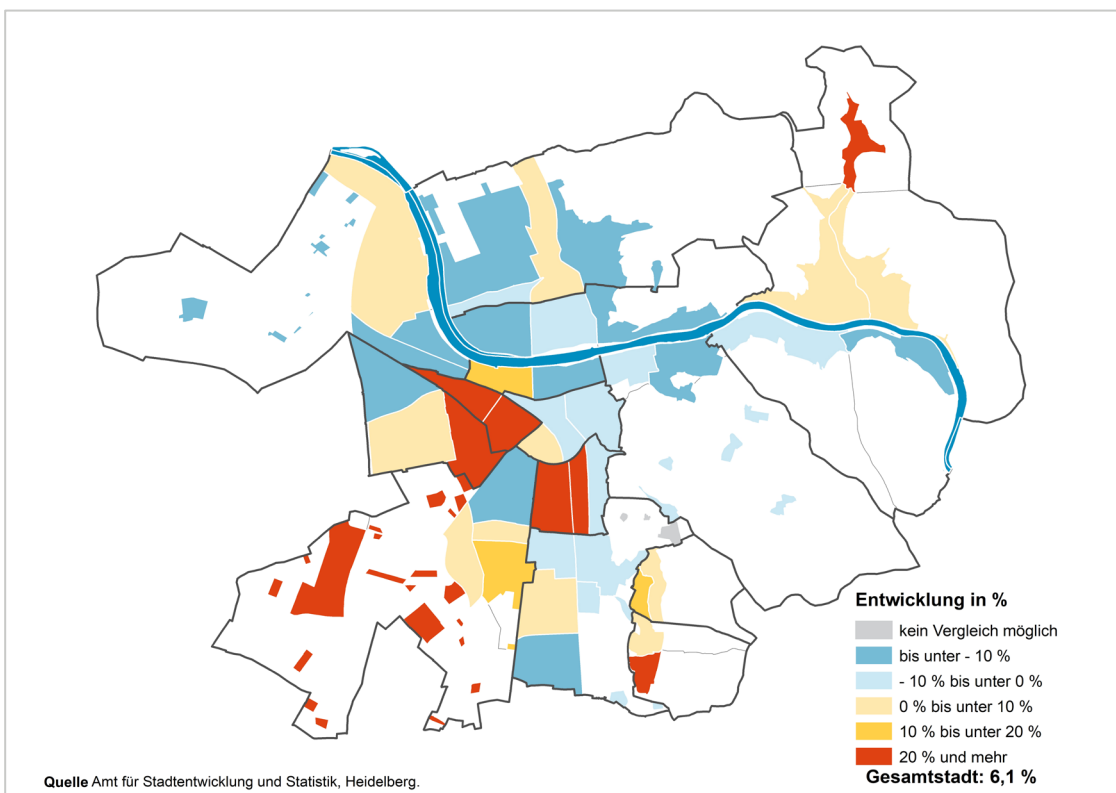 Entwicklung in %
kein Vergleich möglich
bis unter - 10 %
- 10 % bis unter 0 %
0 % bis unter 10 %
10 % bis unter 20 %
20 % und mehr
Gesamtstadt: 6,1 %
Quelle Amt für Stadtentwicklung und Statistik, Heidelberg.